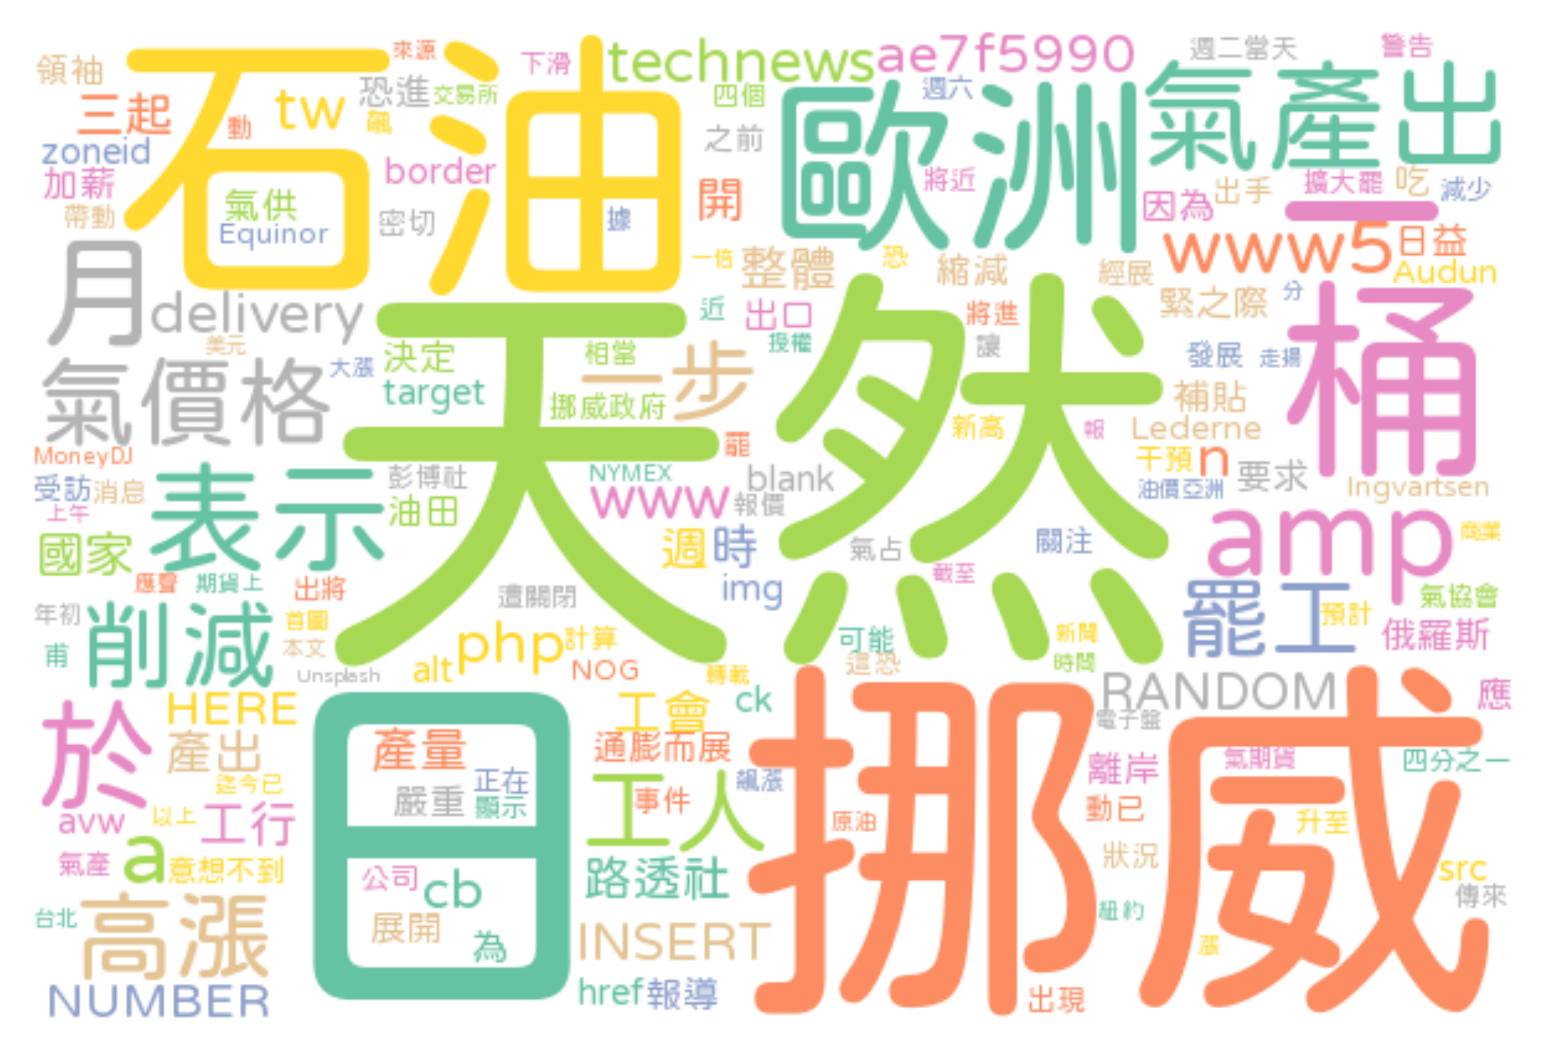 領袖
來源
下滑
technews
ae7f5990
週二當天
警告
石油
恐進
交易所
四個
週六
歐洲
氣產出
三起
動
tw
飆
之前
zoneid
border
將近
擴大罷
吃
減少
加薪
氣供
開
因為
出手
一
帶動
Equinor
密切
據
www5
日益
月
delivery
一倍
整體
恐
縮減
經展
Audun
近
出口
將進
緊之際
分
桶
美元
授權
讓
氣價格
大漲
決定
相當
一步
發展
走揚
天然
target
挪威政府
新高
報
補貼
Lederne
MoneyDJ
罷
干預
n
受訪
消息
彭博社
NYMEX
blank
油價亞洲
要求
Ingvartsen
上午
表示
油田
www
報價
amp
商業
國家
週
時
氣占
關注
應聲
期貨上
出將
img
截至
罷工
年初
削減
首圖
遭關閉
預計
氣協會
甫
本文
php
計算
可能
新聞
俄羅斯
Unsplash
alt
NOG
轉載
這恐
時間
於
HERE
日
工會
ck
挪威
RANDOM
應
產出
產量
通膨而展
電子盤
迄今已
正在
離岸
氣期貨
四分之一
avw
以上
工行
嚴重
顯示
工人
事件
飆漲
動已
升至
a
原油
氣產
意想不到
公司
cb
路透社
狀況
src
台北
高漲
展開
為
INSERT
紐約
傳來
漲
NUMBER
href
報導
出現